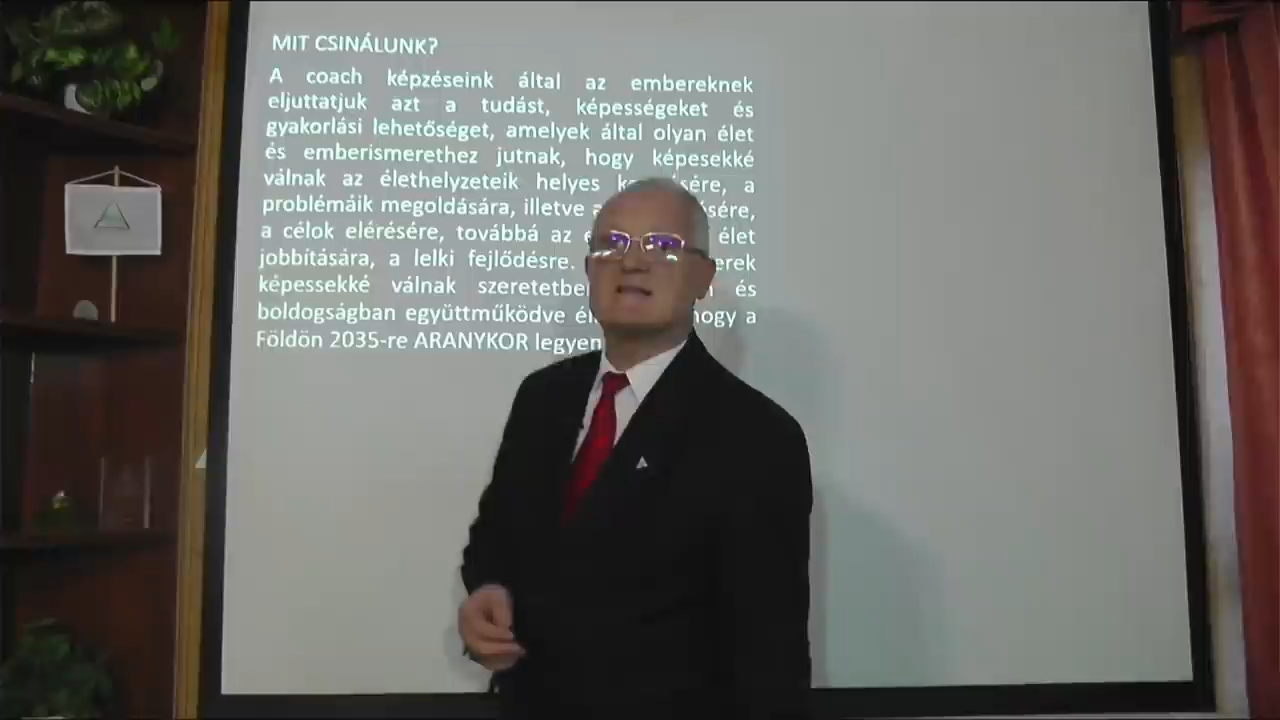 MIT CSINÁLUNK?
A coach képzéseink által az embereknek
eljuttatjuk azt a tudást, képességeket és
gyakorlási lehetőséget, amelyek által olyan élet
és emberismerethez jutnak, hogy képesekké
válnak az élethelyzeteik helyes a
problémáik megoldására, illetve
a célok elérésére, továbbá az élet
jobbítására, a lelki fejlődésre.
képessekké válnak és
boldogságban együttműködve hogy a
Földön 2035-re ARANYKOR legyen